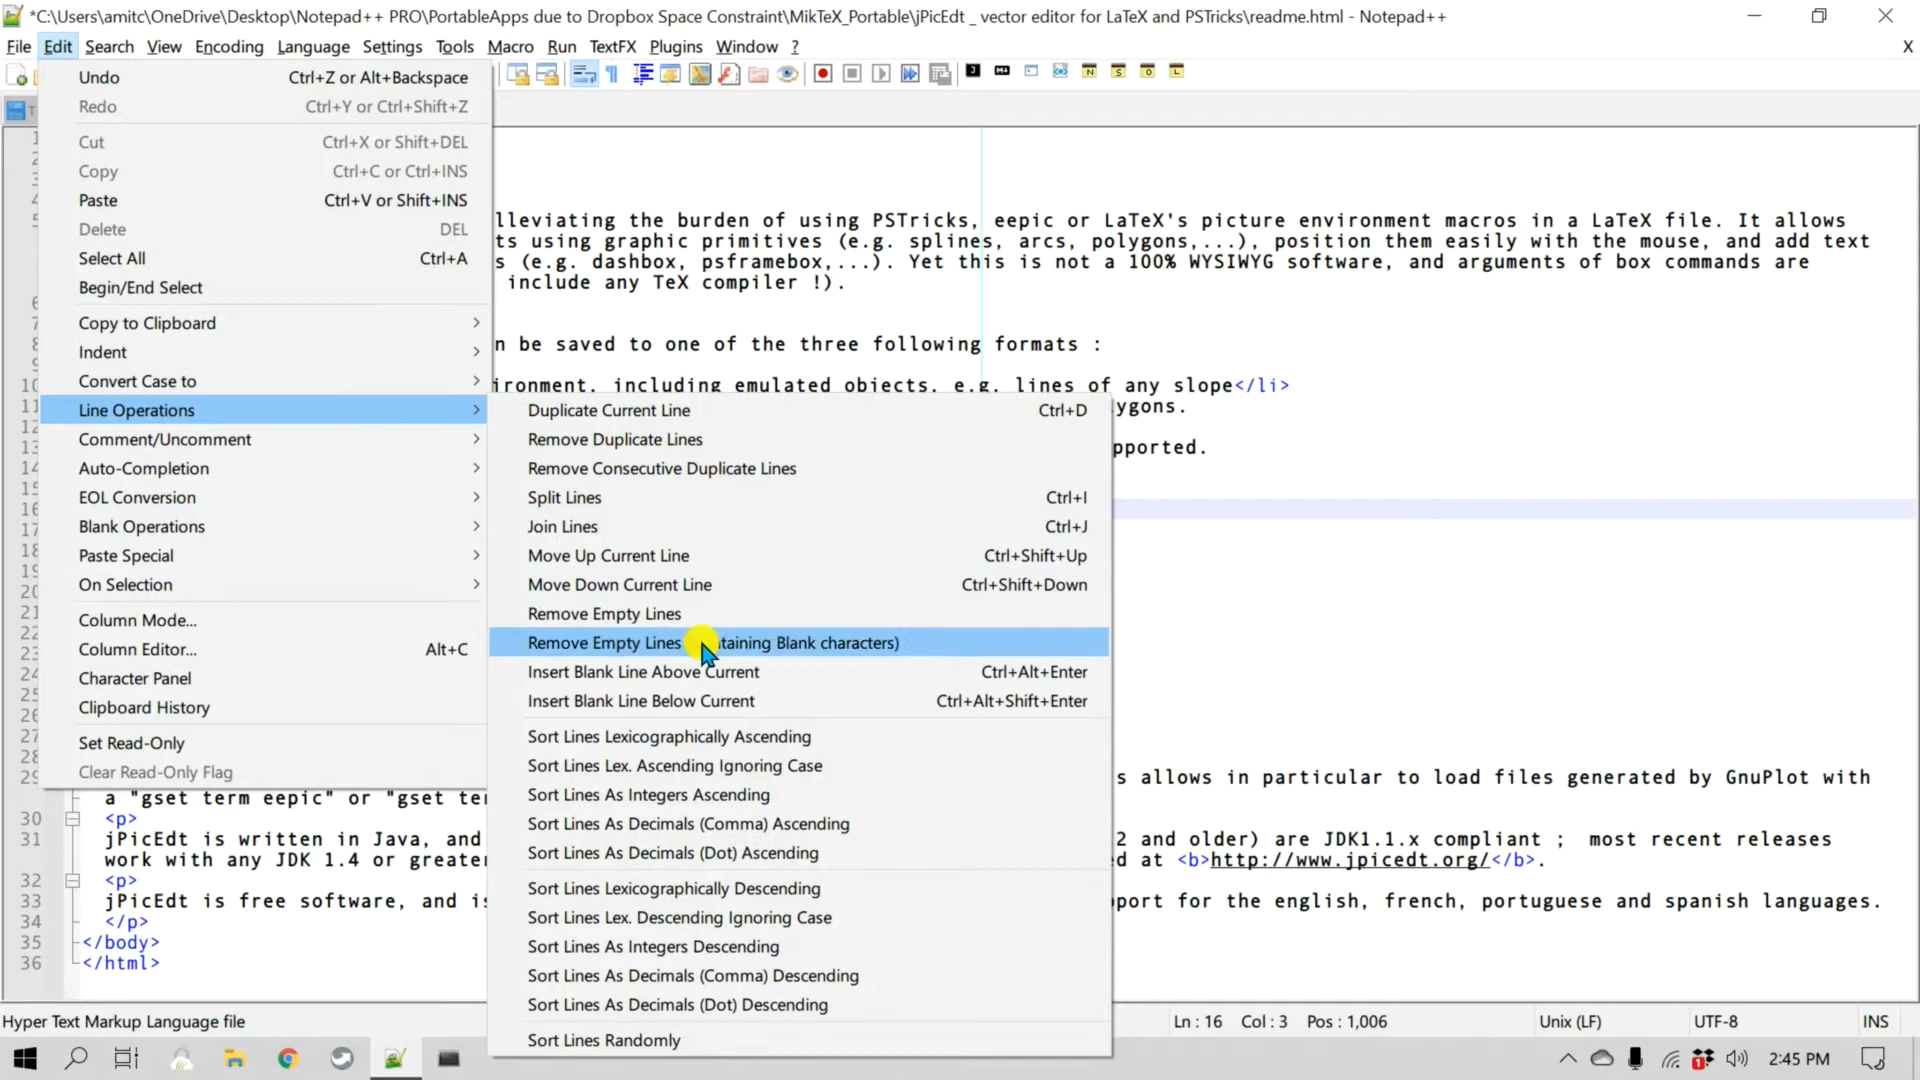 *C:\Users\amitc\OneDrive\Desktop\Notepad++ PRO\PortableApps due to Dropbox Space Constraint\MikTeX_Portable\jPicEdt _ vector editor for LaTeX and PSTricks\readme.html - Notepad++
File Edit Search View Encoding Language Settings Tools Macro Run TextFX Plugins Window ? X
Undo Ctrl+Z or Alt+Backspace
Redo Ctrl+Y or Ctrl+Shift+Z
Cut Ctrl+X or Shift+DEL
Copy Ctrl+C or Ctrl+INS
Paste Ctrl+V or Shift+INS
Delete DEL
Select All Ctrl+A
Begin/End Select
Copy to Clipboard
Indent
Convert Case to
Line Operations
Comment/Uncomment
Auto-Completion
EOL Conversion
Blank Operations
Paste Special
On Selection
Column Mode...
Column Editor... Alt+C
Character Panel
Clipboard History
Set Read-Only
Clear Read-Only Flag
Duplicate Current Line Ctrl+D
Remove Duplicate Lines
Remove Consecutive Duplicate Lines
Split Lines Ctrl+I
Join Lines Ctrl+J
Move Up Current Line Ctrl+Shift+Up
Move Down Current Line Ctrl+Shift+Down
Remove Empty Lines
Remove Empty Lines taining Blank characters)
Insert Blank Line Above Current Ctrl+Alt+Enter
Insert Blank Line Below Current Ctrl+Alt+Shift+Enter
Sort Lines Lexicographically Ascending
Sort Lines Lex. Ascending Ignoring Case
Sort Lines As Integers Ascending
Sort Lines As Decimals (Comma) Ascending
Sort Lines As Decimals (Dot) Ascending
Sort Lines Lexicographically Descending
Sort Lines Lex. Descending Ignoring Case
Sort Lines As Integers Descending
Sort Lines As Decimals (Comma) Descending
Sort Lines As Decimals (Dot) Descending
Sort Lines Randomly
lleviating the burden of using PSTricks, eepic or LaTeX's picture environment macros in a LaTeX file. It allows
ts using graphic primitives (e.g. splines, arcs, polygons,...), position them easily with the mouse, and add text
s (e.g. dashbox, psframebox,...). Yet this is not a 100% WYSIWYG software, and arguments of box commands are
include any TeX compiler !).
n be saved to one of the three following formats :
ironment, including emulated objects, e.g. lines of any slope</li>
ygons.
pported.
s allows in particular to load files generated by GnuPlot with
a "gset term eepic" or "gset te
30 <p>
31 jPicEdt is written in Java, and 2 and older) are JDK1.1.x compliant ; most recent releases
work with any JDK 1.4 or greate d at <b>http://www.jpicedt.org/</b>.
32 <p>
33 jPicEdt is free software, and is port for the english, french, portuguese and spanish languages.
34 </p>
35 </body>
36 </html>
Hyper Text Markup Language file Ln : 16 Col : 3 Pos : 1,006 Unix (LF) UTF-8 INS
2:45 PM